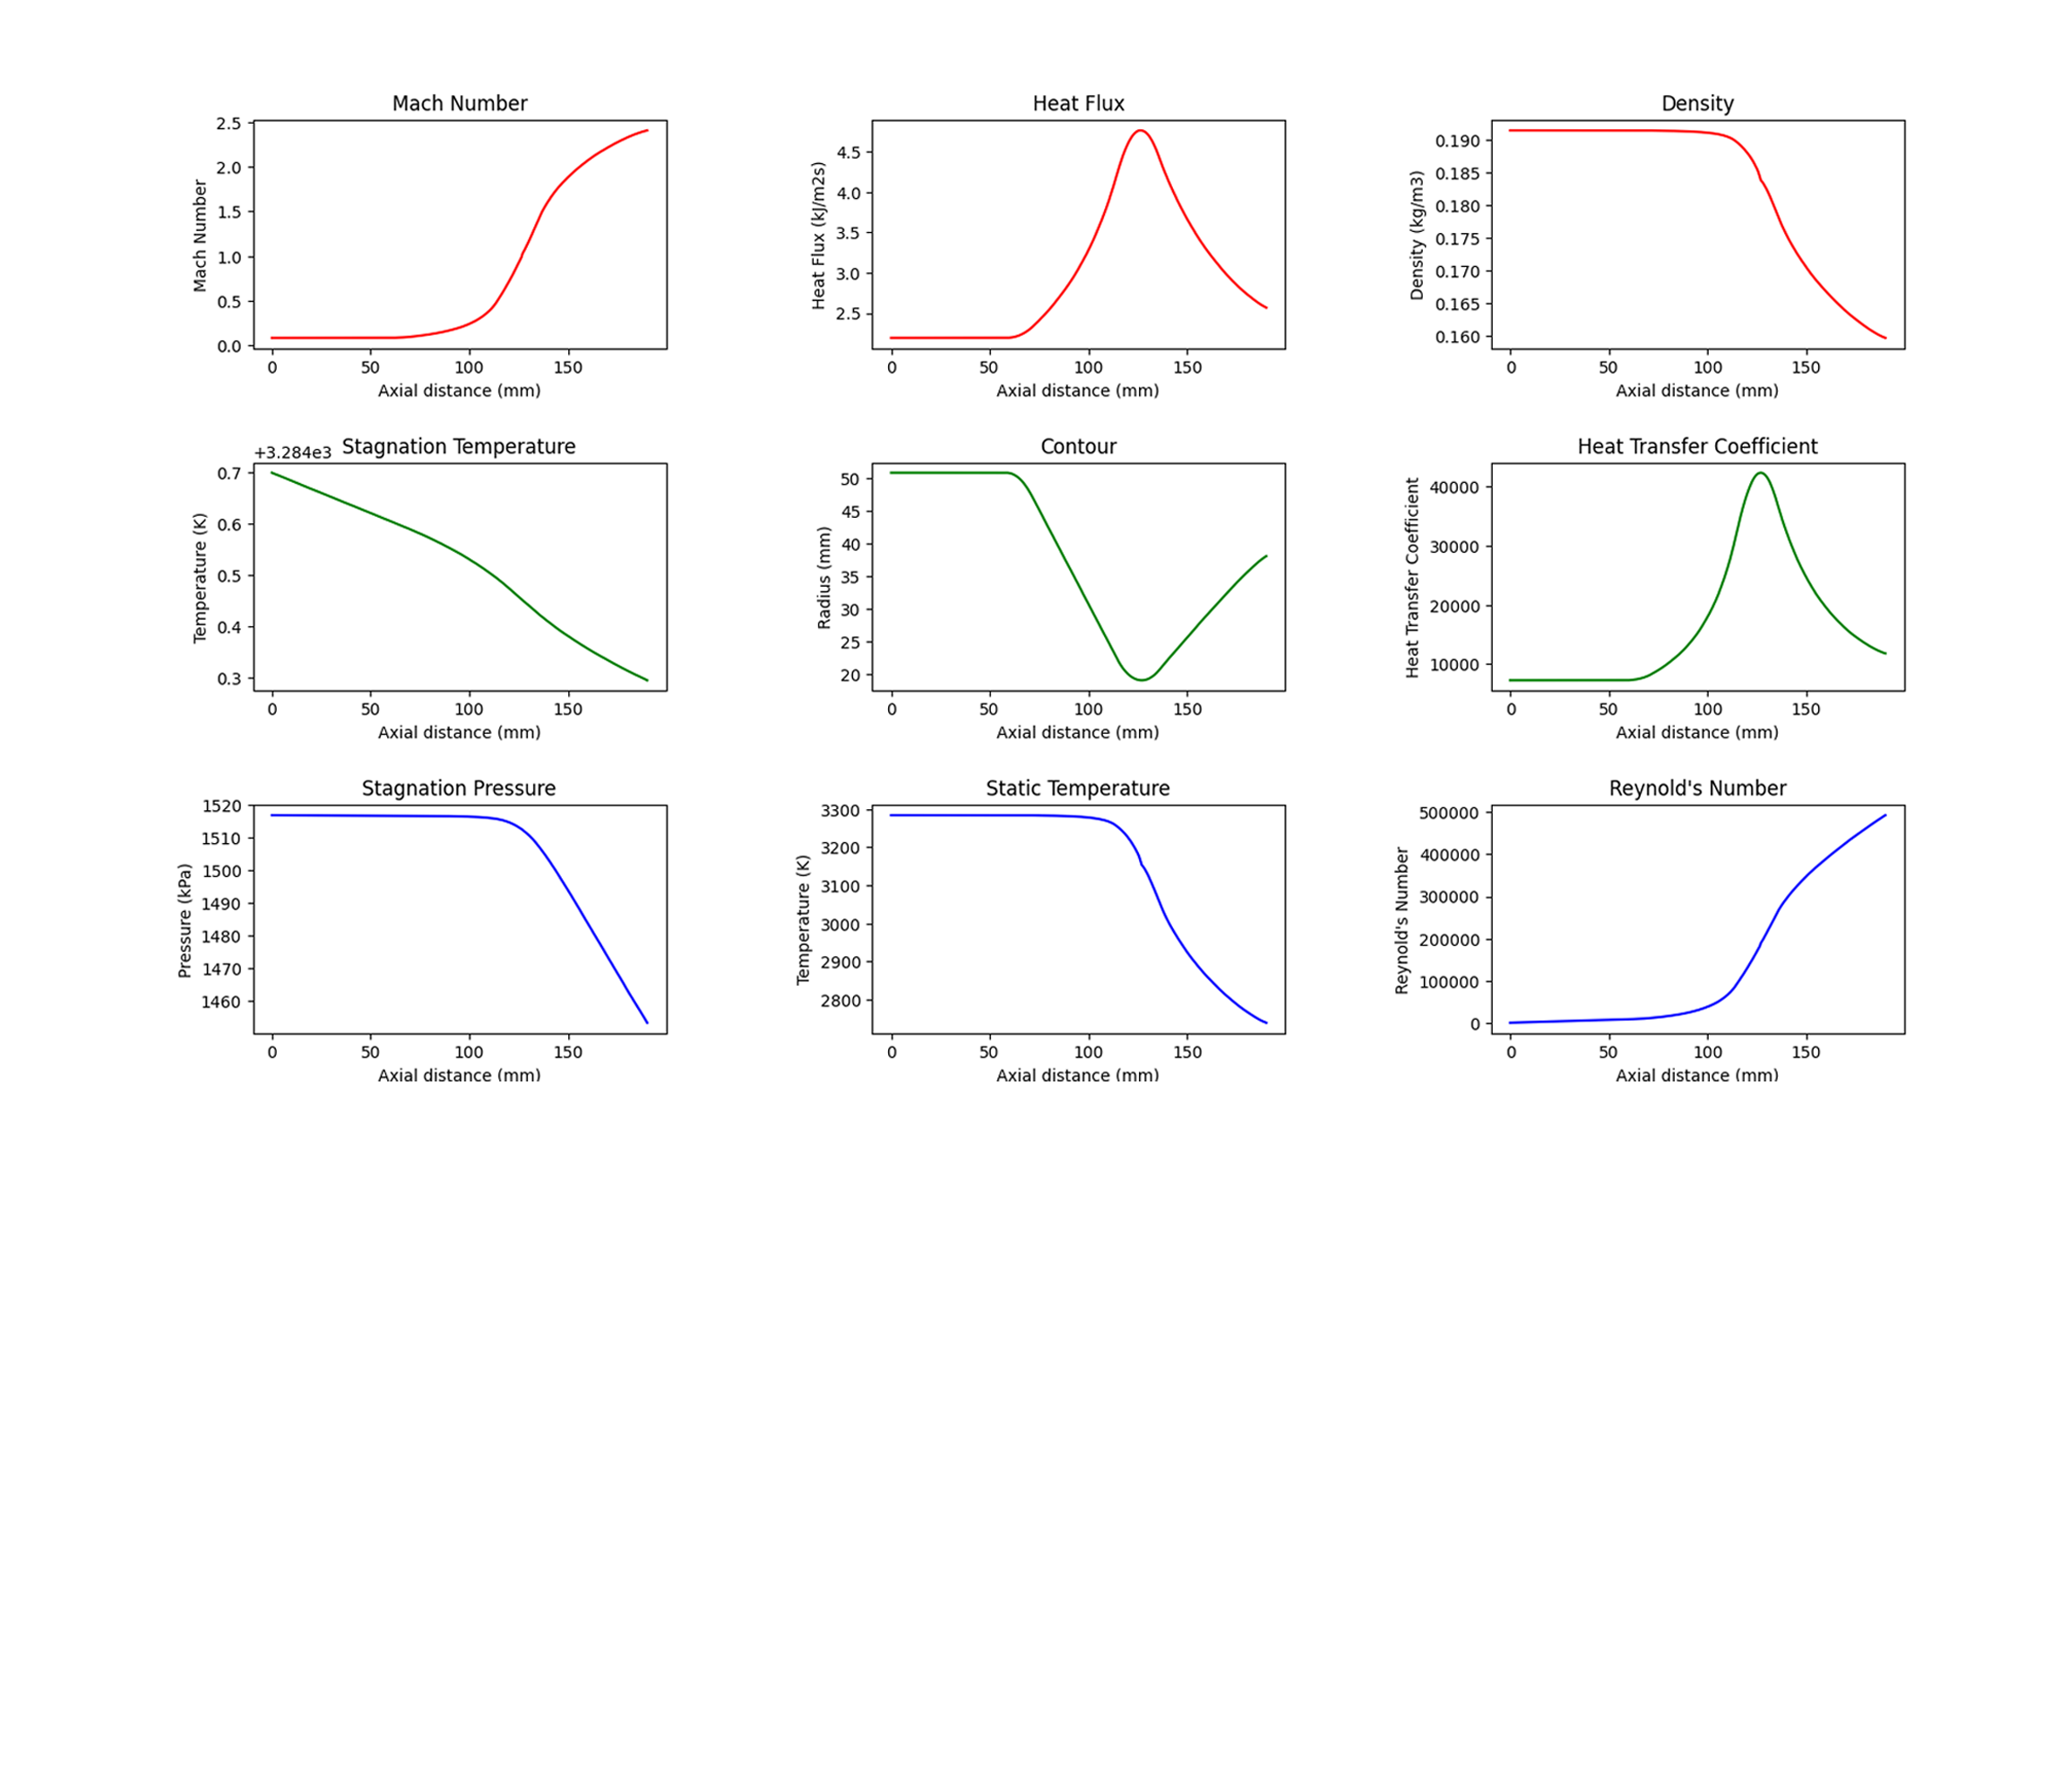 Mach Number
2.5
2.0
1.5
1.0
0.5
0.0
Mach Number
0 50 100 150
Axial distance (mm)
Heat Flux
4.5
4.0
3.5
3.0
2.5
Heat Flux (kJ/m2s)
0 50 100 150
Axial distance (mm)
Density
0.190
0.185
0.180
0.175
0.170
0.165
0.160
Density (kg/m3)
0 50 100 150
Axial distance (mm)
+3.284e3 Stagnation Temperature
0.7
0.6
0.5
0.4
0.3
Temperature (K)
0 50 100 150
Axial distance (mm)
Contour
50
45
40
35
30
25
20
Radius (mm)
0 50 100 150
Axial distance (mm)
Heat Transfer Coefficient
40000
30000
20000
10000
Heat Transfer Coefficient
0 50 100 150
Axial distance (mm)
Stagnation Pressure
1520
1510
1500
1490
1480
1470
1460
Pressure (kPa)
0 50 100 150
Axial distance (mm)
Static Temperature
3300
3200
3100
3000
2900
2800
Temperature (K)
0 50 100 150
Axial distance (mm)
Reynold's Number
500000
400000
300000
200000
100000
0
Reynold's Number
0 50 100 150
Axial distance (mm)